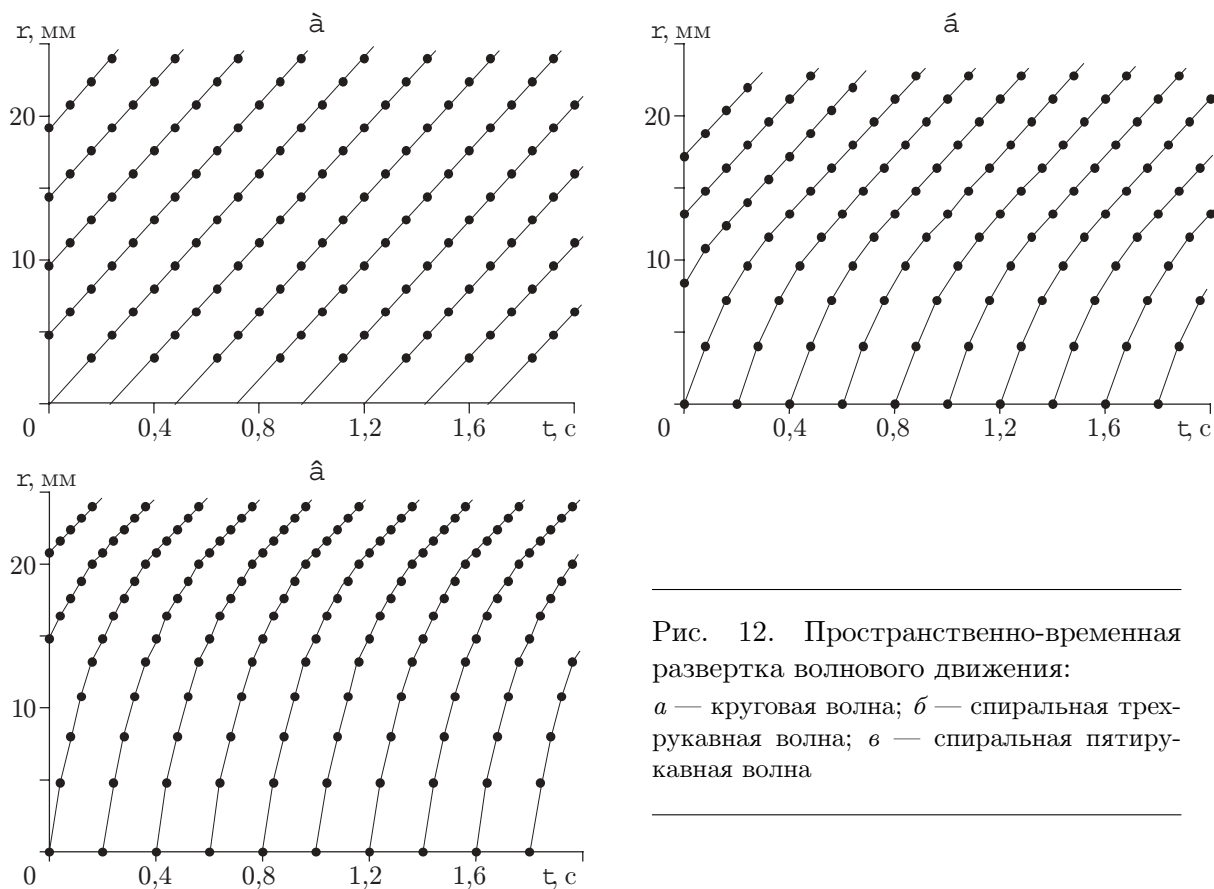 à
r, мм
20
10
0
0,4
0,8
1,2
1,6
t, с
á
r, мм
20
10
0
0,4
0,8
1,2
1,6
t, с
â
r, мм
20
10
0
0,4
0,8
1,2
1,6
t, с
Рис. 12. Пространственно-временная
развертка волнового движения:
а — круговая волна; б — спиральная трех-
рукавная волна; в — спиральная пятиру-
кавная волна